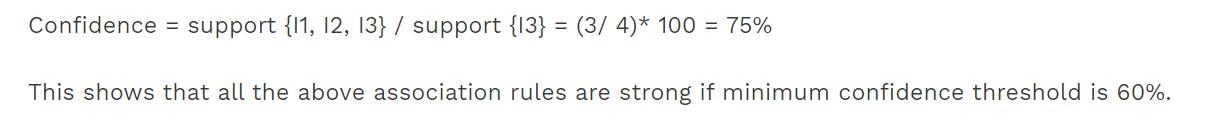 Confidence = support {I1, I2, I3} / support {I3} = (3/ 4)* 100 = 75%
This shows that all the above association rules are strong if minimum confidence threshold is 60%.